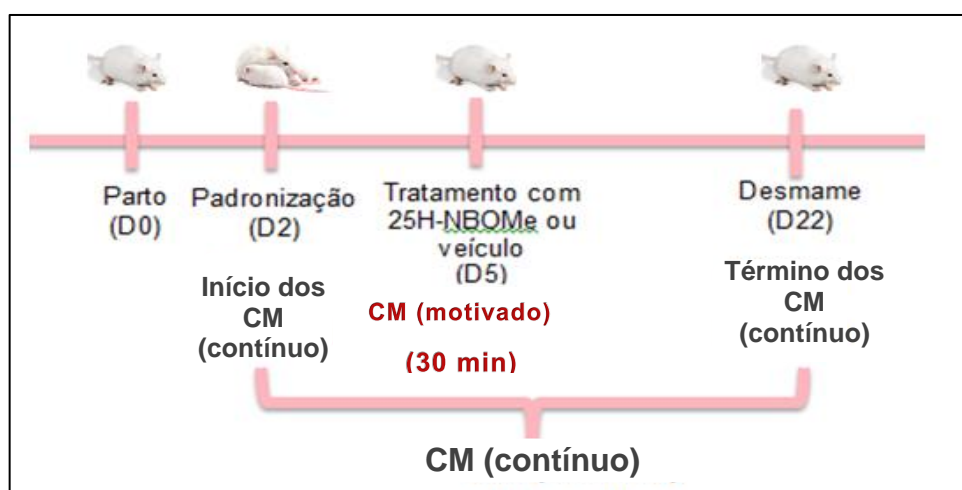 Parto
(D0)
Padronização
(D2)
Tratamento com
25H-NBOMe ou
veículo
(D5)
Desmame
(D22)
Início dos
CM
(contínuo)
CM (motivado)
(30 min)
Término dos
CM
(contínuo)
CM (contínuo)